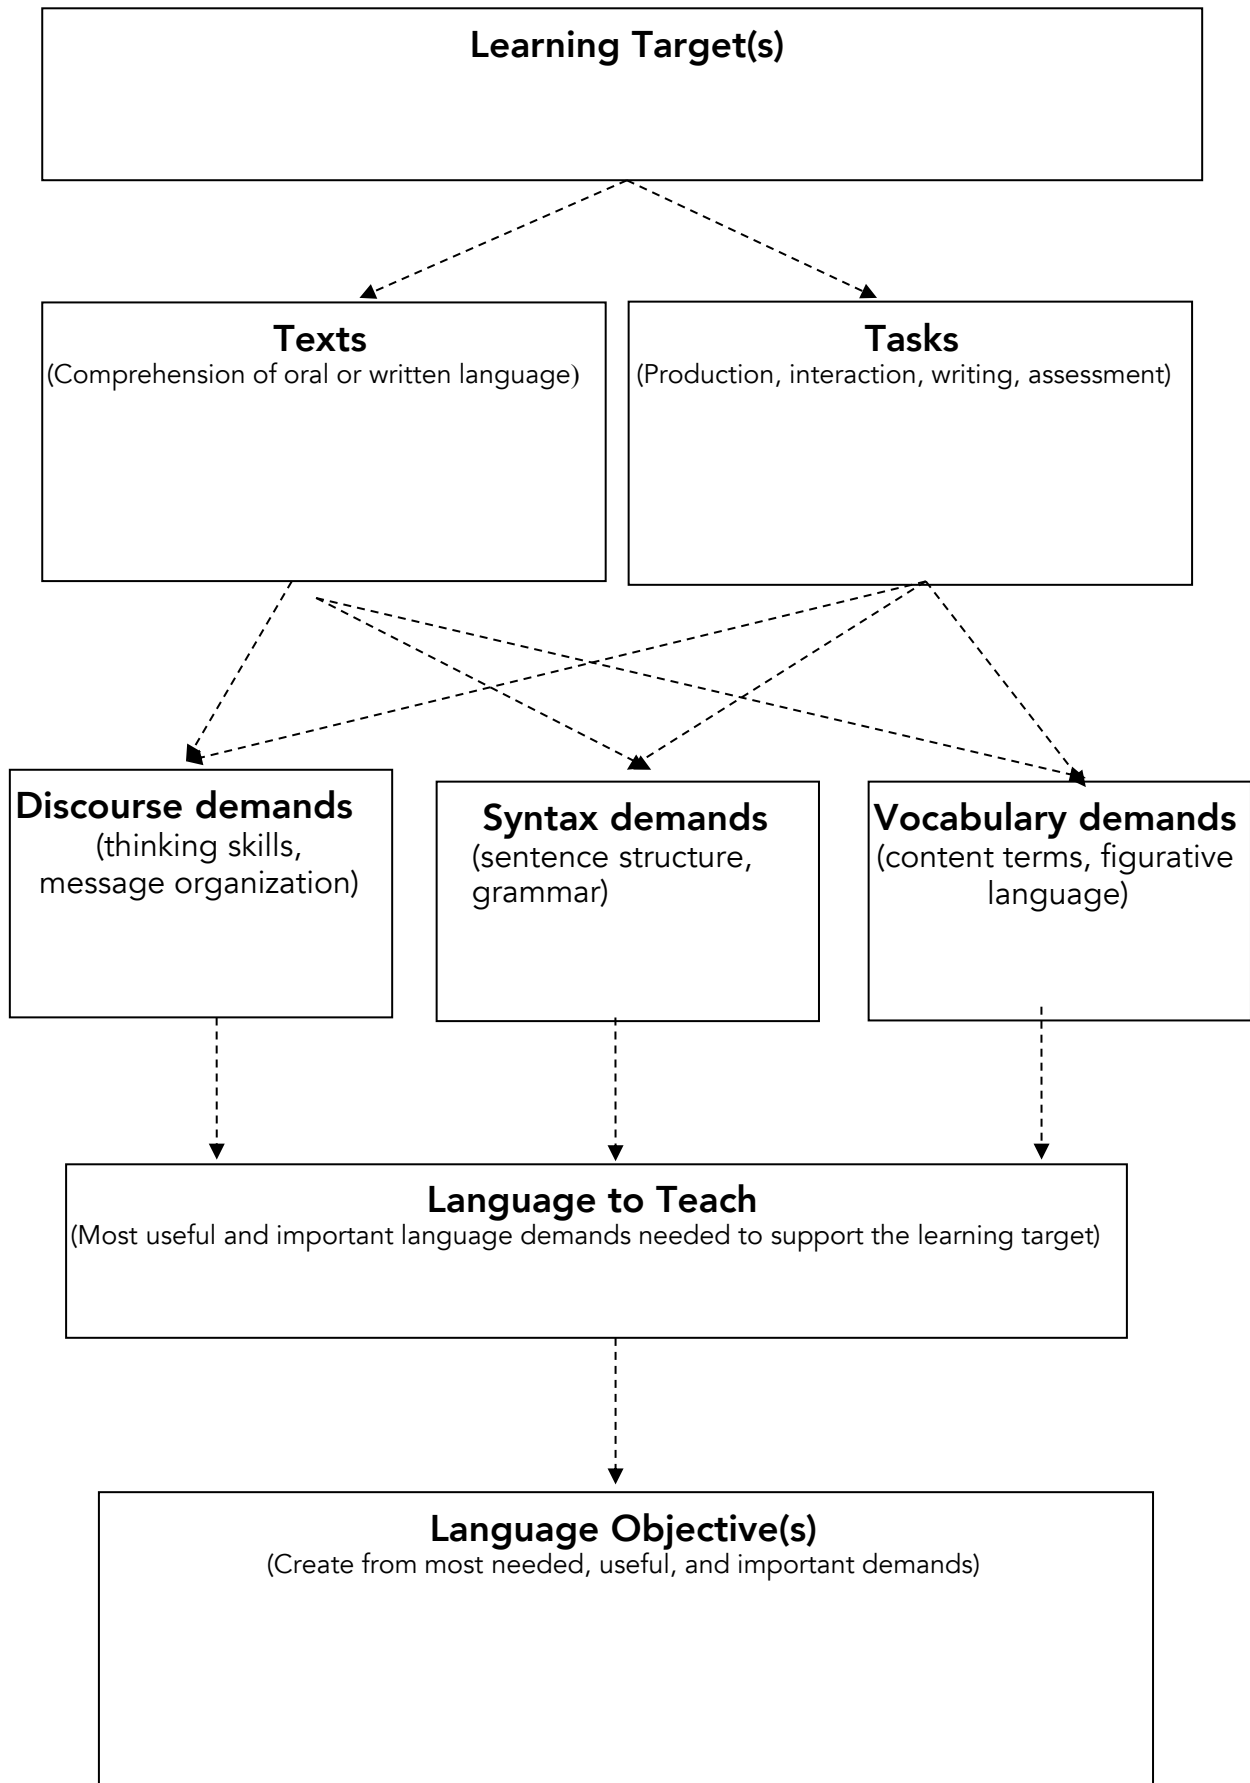 Learning Target(s)
Texts
(Comprehension of oral or written language)
Tasks
(Production, interaction, writing, assessment)
Discourse demands
(thinking skills,
message organization)
Syntax demands
(sentence structure,
grammar)
Vocabulary demands
(content terms, figurative
language)
Language to Teach
(Most useful and important language demands needed to support the learning target)
Language Objective(s)
(Create from most needed, useful, and important demands)